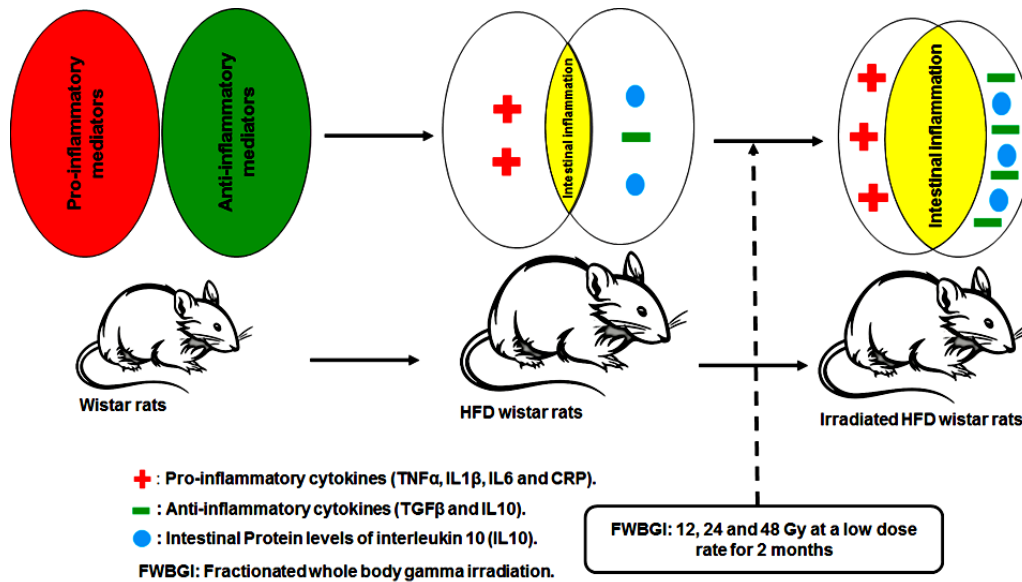 Pro-inflammatory
mediators
Anti-inflammatory
mediators
Intestinal inflammation
Intestinal Inflammation
Wistar rats
HFD wistar rats
Irradiated HFD wistar rats
: Pro-inflammatory cytokines (TNFα, IL1β, IL6 and CRP).
: Anti-inflammatory cytokines (TGFβ and IL10).
: Intestinal Protein levels of interleukin 10 (IL10).
FWBGI: Fractionated whole body gamma irradiation.
FWBGI: 12, 24 and 48 Gy at a low dose
rate for 2 months